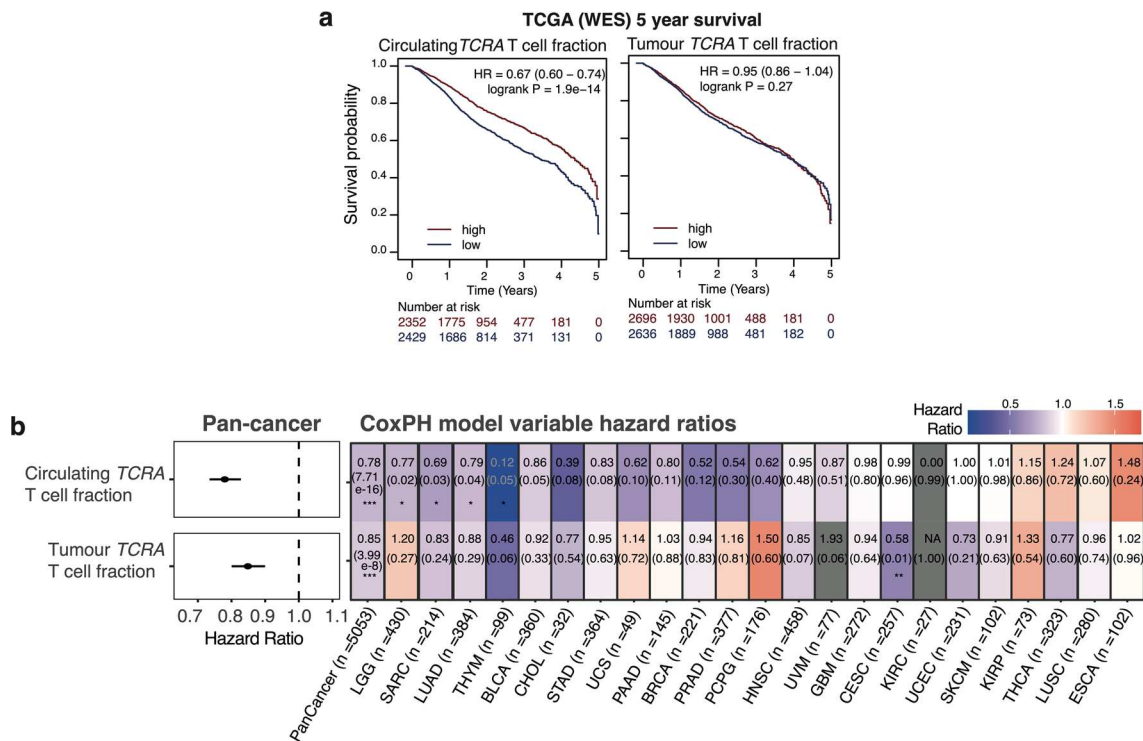 a
TCGA (WES) 5 year survival
Circulating TCRA T cell fraction
Tumour TCRA T cell fraction
Survival probability
1.0
0.8
0.6
0.4
0.2
0.0
HR = 0.67 (0.60 – 0.74)
logrank P = 1.9e−14
high
low
0 1 2 3 4 5
Time (Years)
Number at risk
2352 1775 954 477 181 0
2429 1686 814 371 131 0
HR = 0.95 (0.86 – 1.04)
logrank P = 0.27
high
low
0 1 2 3 4 5
Time (Years)
Number at risk
2696 1930 1001 488 181 0
2636 1889 988 481 182 0
b
Pan-cancer
CoxPH model variable hazard ratios
Hazard
Ratio
0.5 1.0 1.5
Circulating TCRA
T cell fraction
0.78 0.77 0.69 0.79 0.12 0.86 0.39 0.83 0.62 0.80 0.52 0.54 0.62 0.95 0.87 0.98 0.99 0.00 1.00 1.01 1.15 1.24 1.07 1.48
(7.71 e-16) (0.02) (0.03) (0.04) (0.05) (0.05) (0.08) (0.08) (0.10) (0.11) (0.12) (0.30) (0.40) (0.48) (0.51) (0.80) (0.96) (0.99) (1.00) (0.98) (0.86) (0.72) (0.60) (0.24)
*** * * * *
Tumour TCRA
T cell fraction
0.85 1.20 0.83 0.88 0.46 0.92 0.77 0.95 1.14 1.03 0.94 1.16 1.50 0.85 1.93 0.94 0.58 NA 0.73 0.91 1.33 0.77 0.96 1.02
(3.99 e-8) (0.27) (0.24) (0.29) (0.06) (0.33) (0.54) (0.63) (0.72) (0.88) (0.83) (0.81) (0.60) (0.07) (0.06) (0.64) (0.01) (1.00) (0.21) (0.63) (0.54) (0.60) (0.74) (0.96)
*** **
0.7 0.8 0.9 1.0 1.1
Hazard Ratio
PanCancer (n =5053)
LGG (n =430)
SARC (n =214)
LUAD (n =384)
THYM (n =99)
BLCA (n =360)
CHOL (n =32)
STAD (n =364)
UCS (n =49)
PAAD (n =145)
BRCA (n =221)
PRAD (n =377)
PCPG (n =176)
HNSC (n =458)
UVM (n =77)
GBM (n =272)
CESC (n =257)
KIRC (n =27)
UCEC (n =231)
SKCM (n =102)
KIRP (n =73)
THCA (n =323)
LUSC (n =280)
ESCA (n =102)